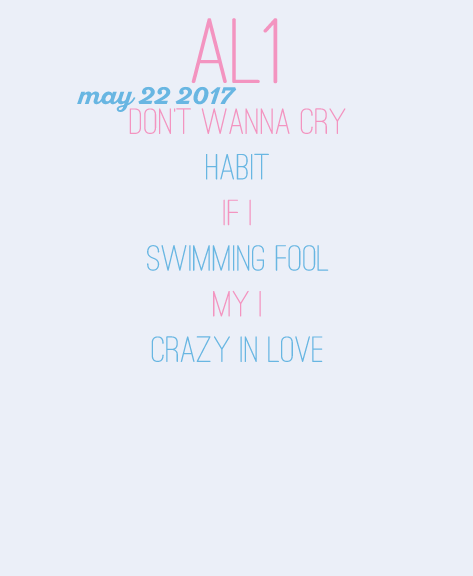 AL1
may 22 2017
DON'T WANNA CRY
HABIT
IF I
SWIMMING FOOL
MY I
CRAZY IN LOVE